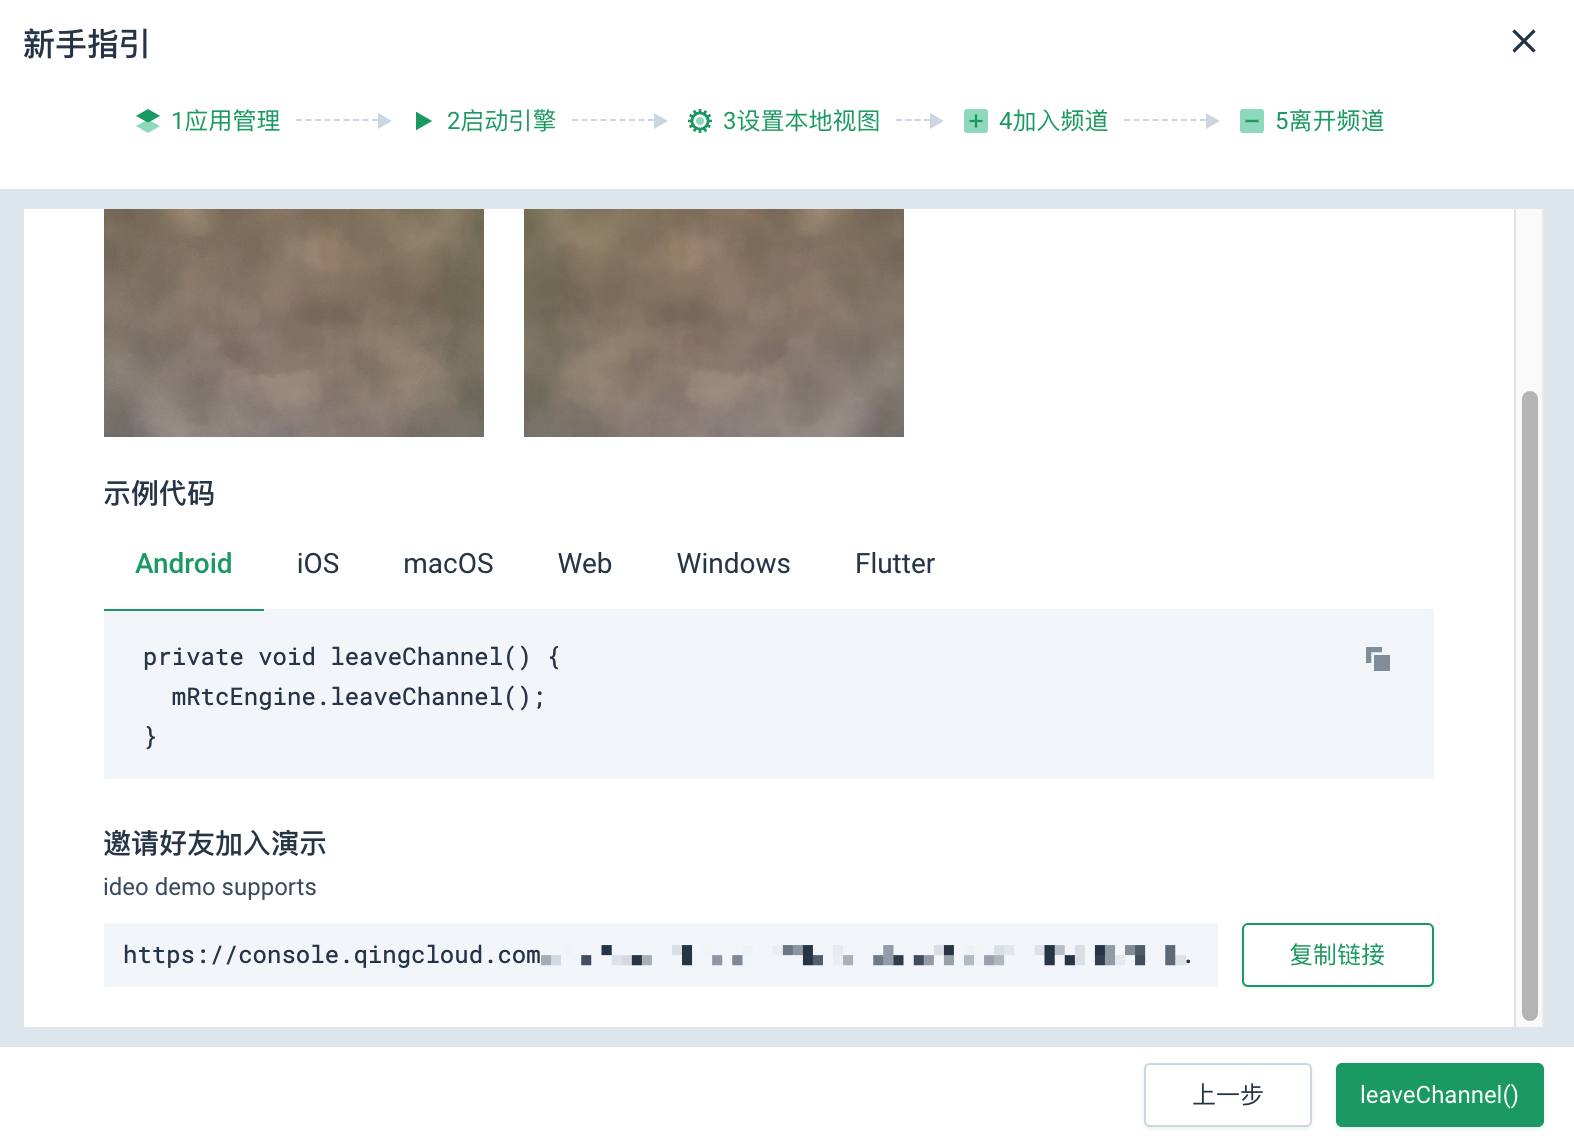 新手指引
1应用管理
2启动引擎
3设置本地视图
4加入频道
5离开频道
示例代码
Android
iOS
macOS
Web
Windows
Flutter
private void leaveChannel() {
mRtcEngine.leaveChannel();
}
邀请好友加入演示
ideo demo supports
https://console.qingcloud.com
复制链接
上一步
leaveChannel()